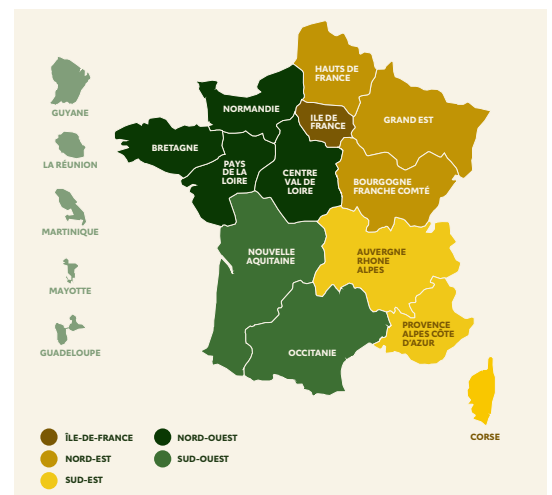 HAUTS DE
FRANCE
NORMANDIE
ILE DE
FRANCE
GRAND EST
BRETAGNE
PAYS
DE LA
LOIRE
CENTRE
VAL DE
LOIRE
BOURGOGNE
FRANCHE COMTÉ
NOUVELLE
AQUITAINE
AUVERGNE
RHONE
ALPES
PROVENCE
ALPES CÔTE
D'AZUR
OCCITANIE
CORSE
GUYANE
LA RÉUNION
MARTINIQUE
MAYOTTE
GUADELOUPE
ÎLE-DE-FRANCE
NORD-EST
SUD-EST
NORD-OUEST
SUD-OUEST